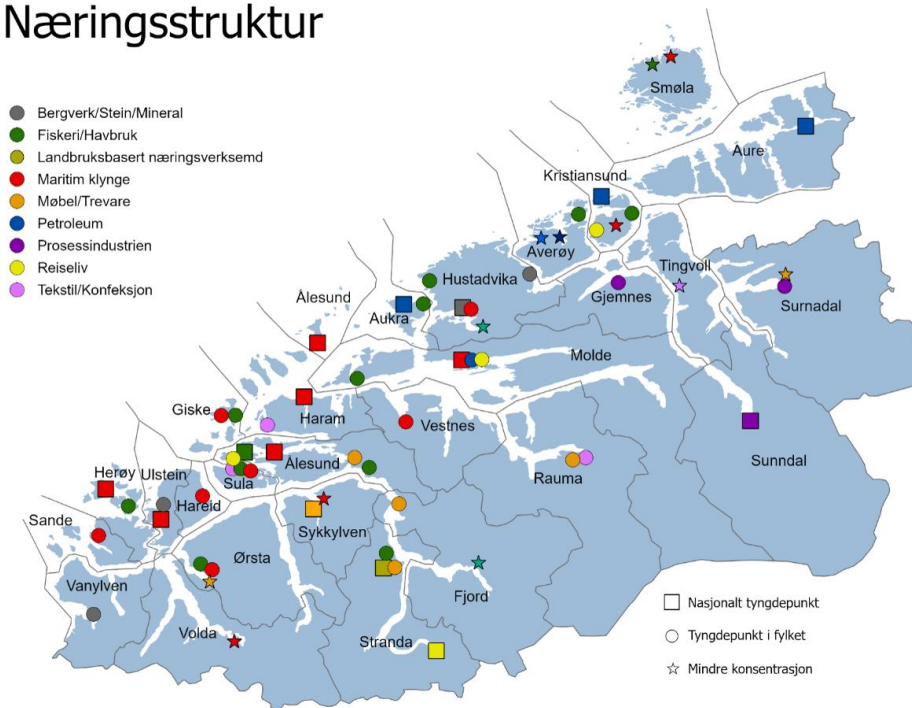 Næringsstruktur
Bergverk/Stein/Mineral
Fiskeri/Havbruk
Landbruksbasert næringsverksemd
Maritim klynge
Møbel/Trevare
Petroleum
Prosessindustrien
Reiseliv
Tekstil/Konfeksjon
Smøla
Aure
Kristiansund
Averøy
Tingvoll
Hustadvika
Gjemnes
Surnadal
Ålesund
Aukra
Molde
Giske
Haram
Vestnes
Ålesund
Sunndal
Herøy
Ulstein
Sula
Rauma
Hareid
Sande
Sykkylven
Ørsta
Vanylven
Fjord
Volda
Stranda
Nasjonalt tyngdepunkt
Tyngdepunkt i fylket
Mindre konsentrasjon